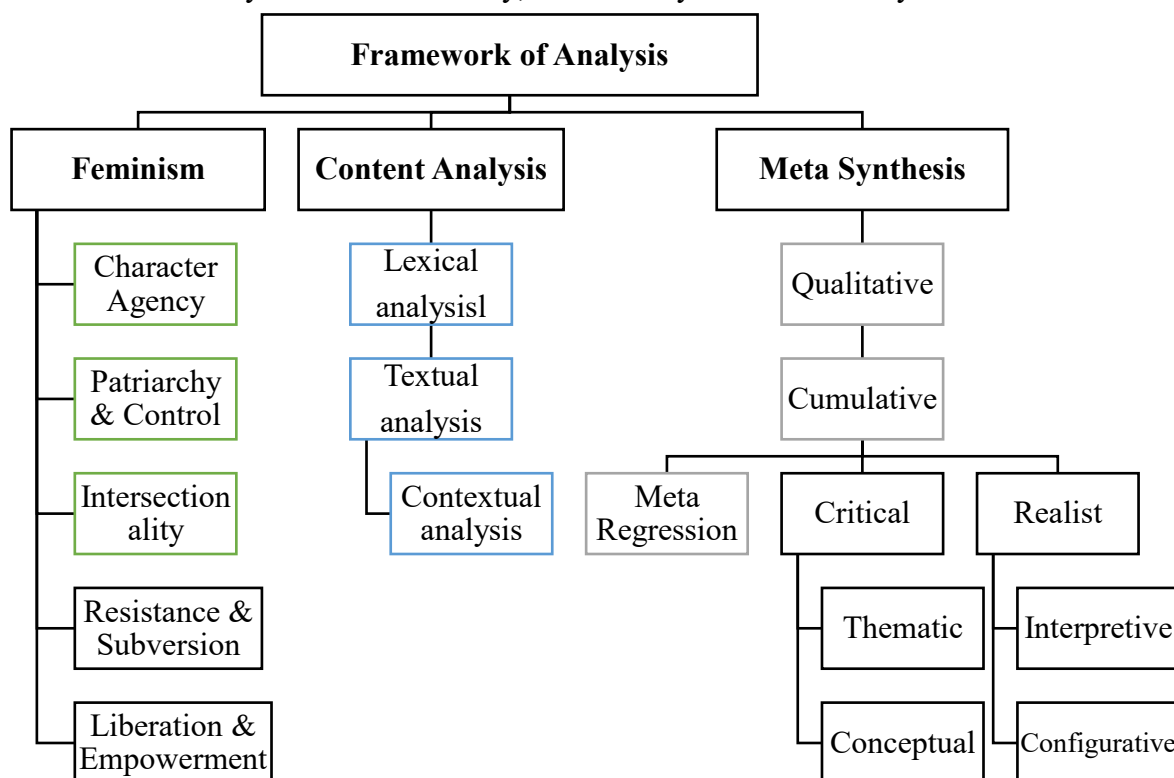 Framework of Analysis
Feminism
Content Analysis
Meta Synthesis
Character
Agency
Patriarchy
& Control
Intersection
ality
Resistance &
Subversion
Liberation &
Empowerment
Lexical
analysisl
Textual
analysis
Contextual
analysis
Qualitative
Cumulative
Meta
Regression
Critical
Realist
Thematic
Interpretive
Conceptual
Configurative